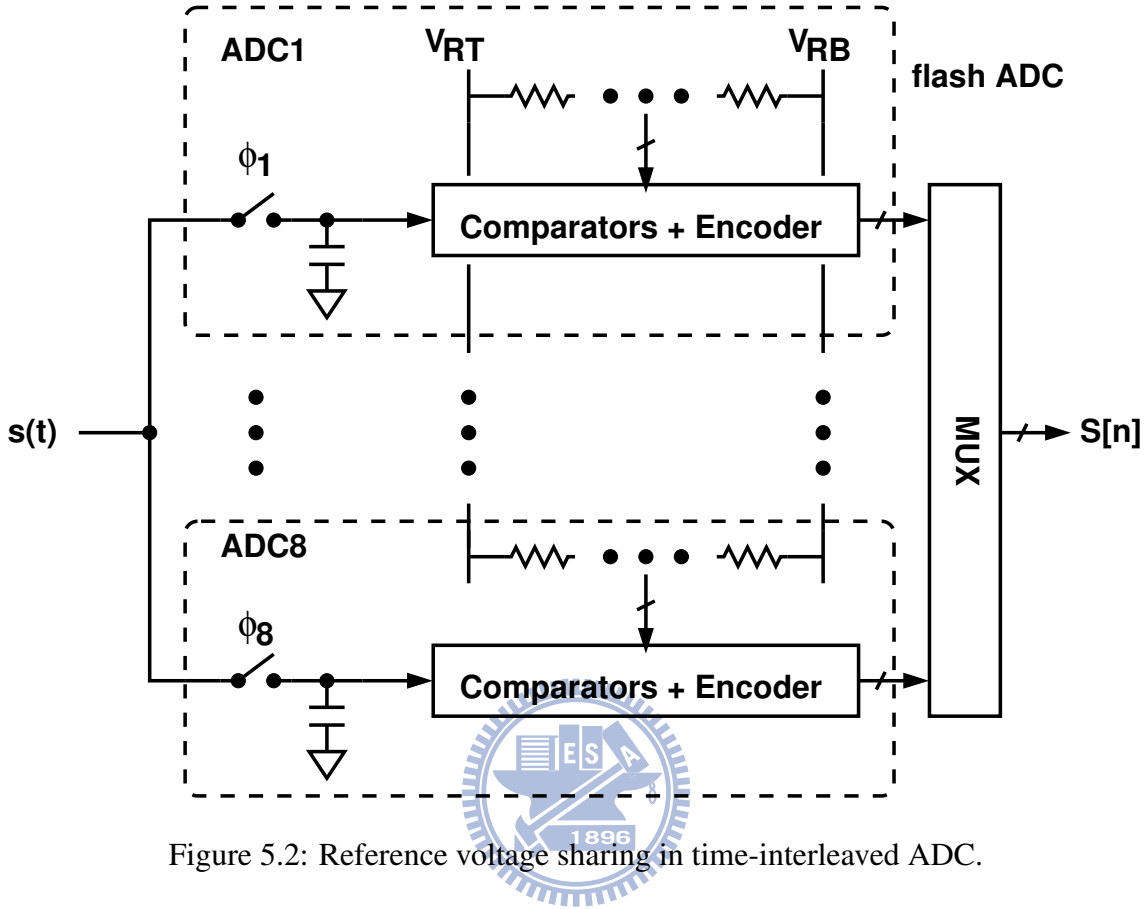 ADC1
VRT
VRB
flash ADC
ϕ1
Comparators + Encoder
s(t)
MUX
S[n]
ADC8
ϕ8
Comparators + Encoder
E S A
1896
Figure 5.2: Reference voltage sharing in time-interleaved ADC.